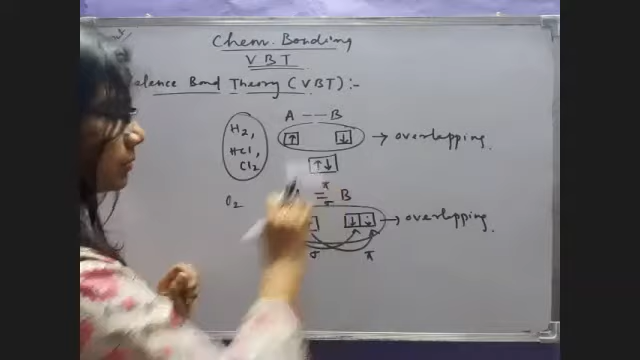 Chem. Bonding
VBT
alence Bond Theory (VBT) :-
A -- B
H2,
HCl,
Cl2
↑ ↓ → overlapping
↑↓
π
O2 = B
σ
↓ ↓ → overlapping
σ π